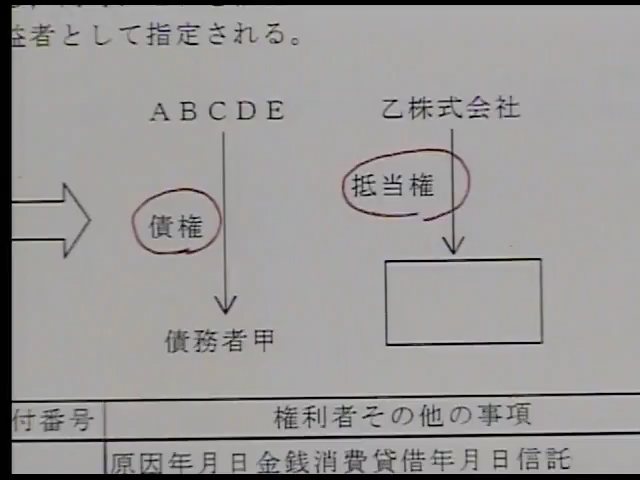 益者として指定される。
ABCDE
乙株式会社
抵当権
債権
債務者甲
付番号
権利者その他の事項
原因年月日金銭消費貸借年月日信託